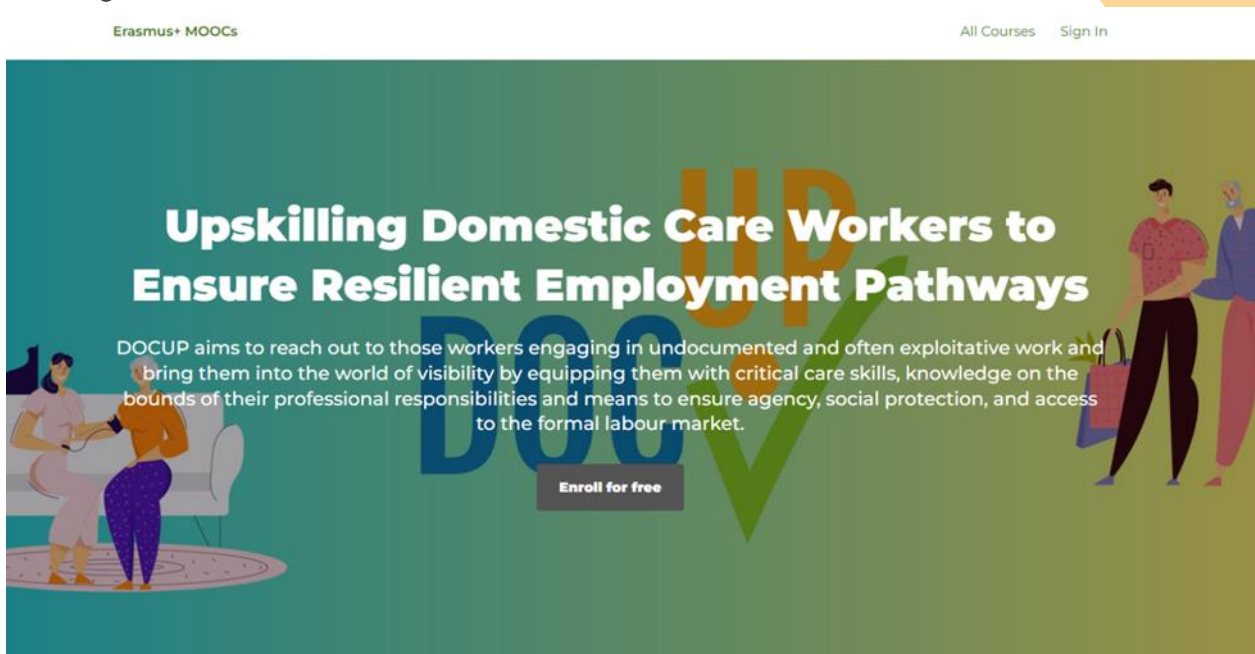 Erasmus+ MOOCs
All Courses Sign In
Upskilling Domestic Care Workers to
Ensure Resilient Employment Pathways
DOCUP aims to reach out to those workers engaging in undocumented and often exploitative work and
bring them into the world of visibility by equipping them with critical care skills, knowledge on the
bounds of their professional responsibilities and means to ensure agency, social protection, and access
to the formal labour market.
Enroll for free
UP
DOC